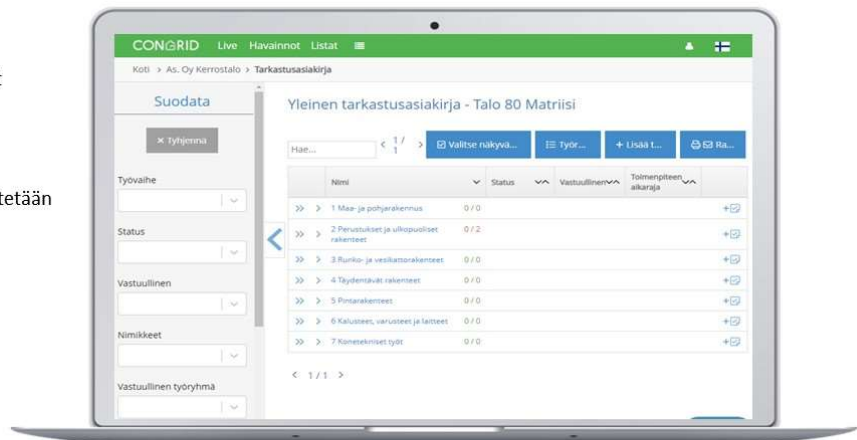 tetään
CONGRID Live Havainnot Listat
Koti > As. Oy Kerrostalo > Tarkastusasiakirja
Suodata
× Tyhjennä
Työvaihe
Status
Vastuullinen
Nimikkeet
Vastuullinen työryhmä
Yleinen tarkastusasiakirja - Talo 80 Matriisi
Hae...
< 1 / 1 >
Valitse näkyvä...
Työr...
+ Lisää t...
Ra...
Nimi Status Vastuullinen Toimenpiteen aikaraja
1 Maa- ja pohjarakennus 0 / 0
2 Perustukset ja ulkopuoliset 0 / 2
rakenteet
3 Runko- ja vesikattorakenteet 0 / 0
4 Täydentävät rakenteet 0 / 0
5 Pintarakenteet 0 / 0
6 Kalusteet, varusteet ja laitteet 0 / 0
7 Konetekniset työt 0 / 0
< 1 / 1 >